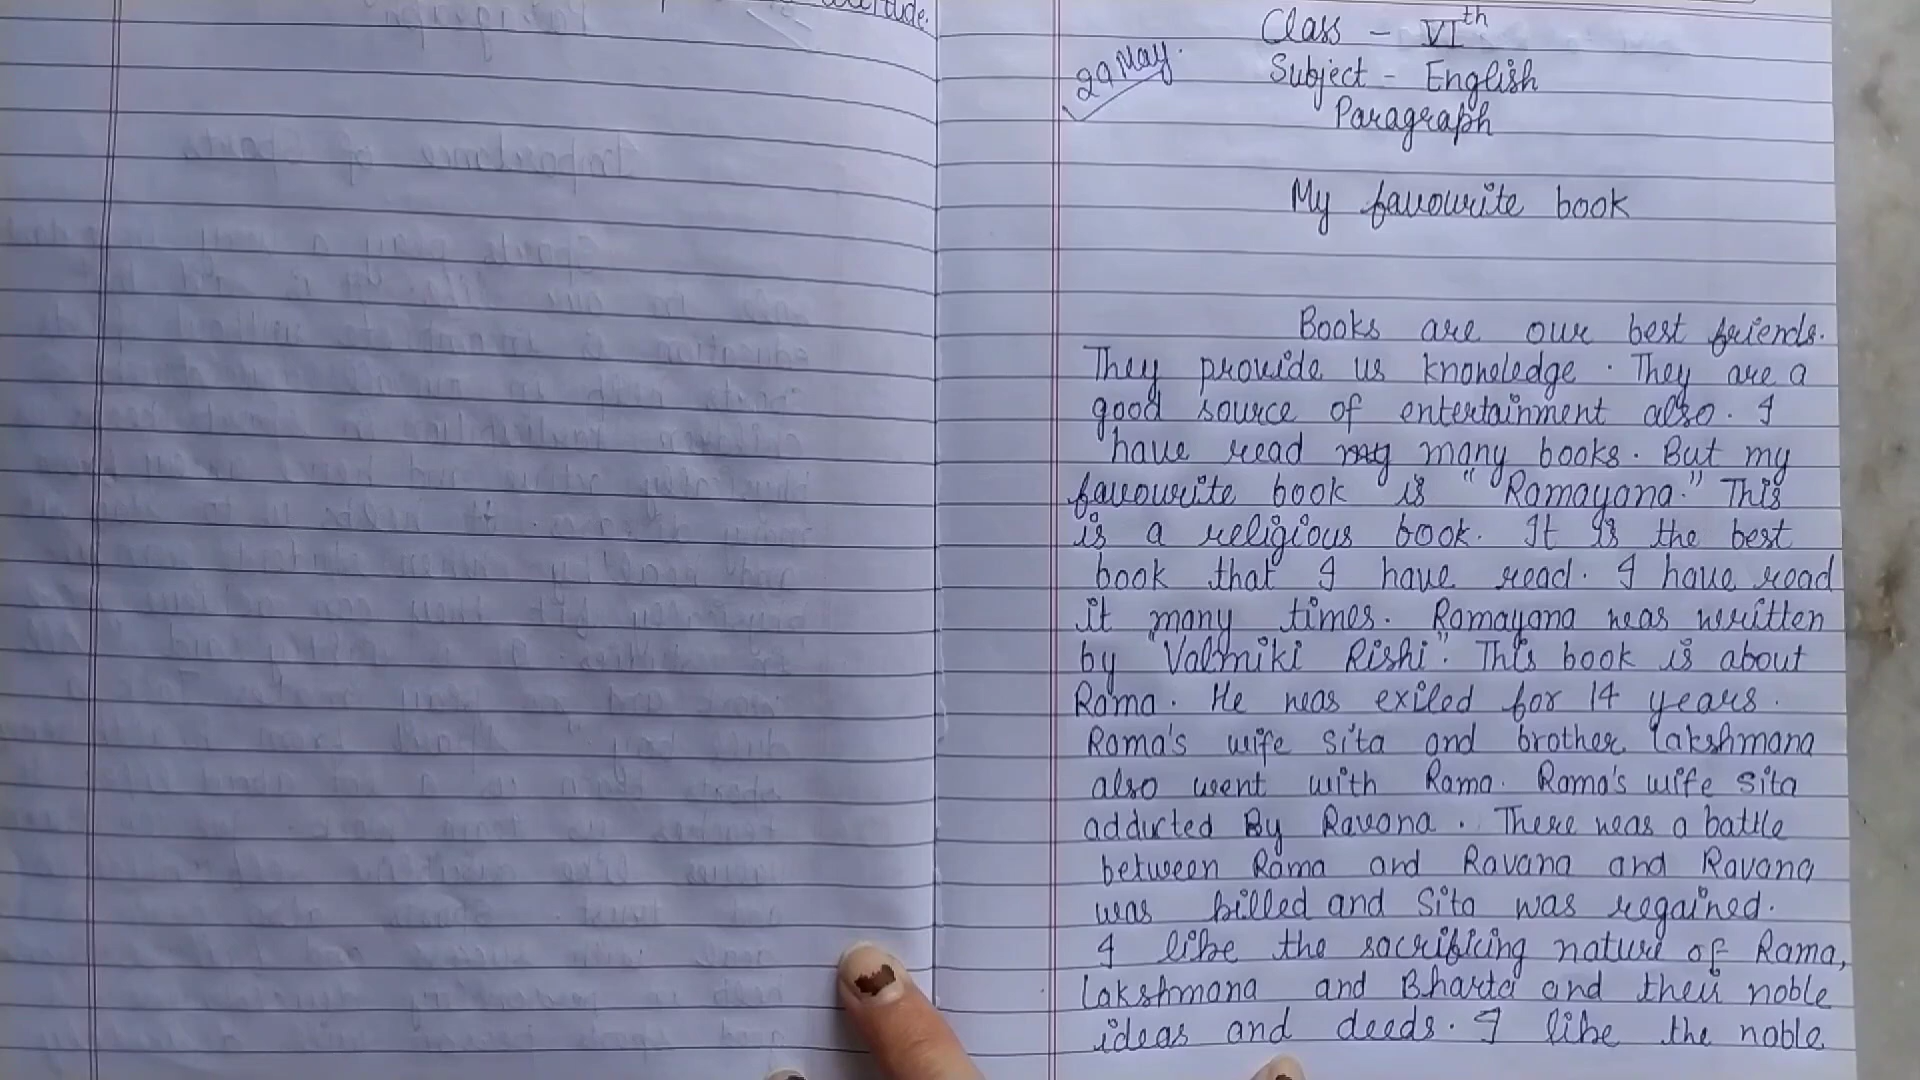 Class - VIth
29 May.
Subject - English
Paragraph
My favourite book
Books are our best friends.
They provide us knowledge. They are a
good source of entertainment also. I
have read many books. But my
favourite book is "Ramayana." This
is a religious book. It is the best
book that I have read. I have read
it many times. Ramayana was written
by "Valmiki Rishi". This book is about
Rama. He was exiled for 14 years.
Rama's wife Sita and brother Lakshmana
also went with Rama. Rama's wife Sita
adducted By Ravana. There was a battle
between Rama and Ravana and Ravana
was killed and Sita was regained.
I like the sacrificing nature of Rama,
Lakshmana and Bharta and their noble
ideas and deeds. I like the noble